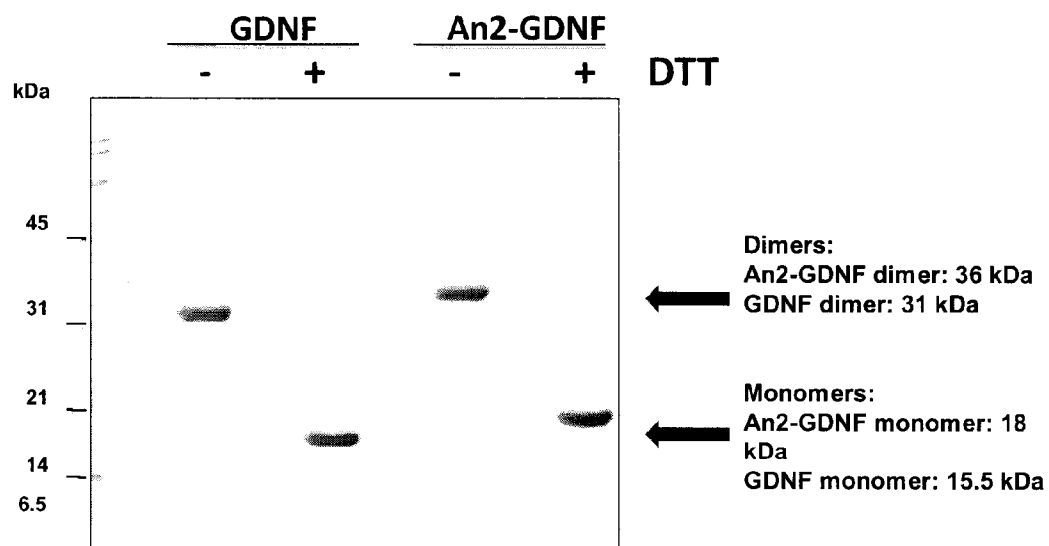 GDNF An2-GDNF
- + - + DTT
kDa
45
31
21
14
6.5
Dimers:
An2-GDNF dimer: 36 kDa
GDNF dimer: 31 kDa
Monomers:
An2-GDNF monomer: 18
kDa
GDNF monomer: 15.5 kDa